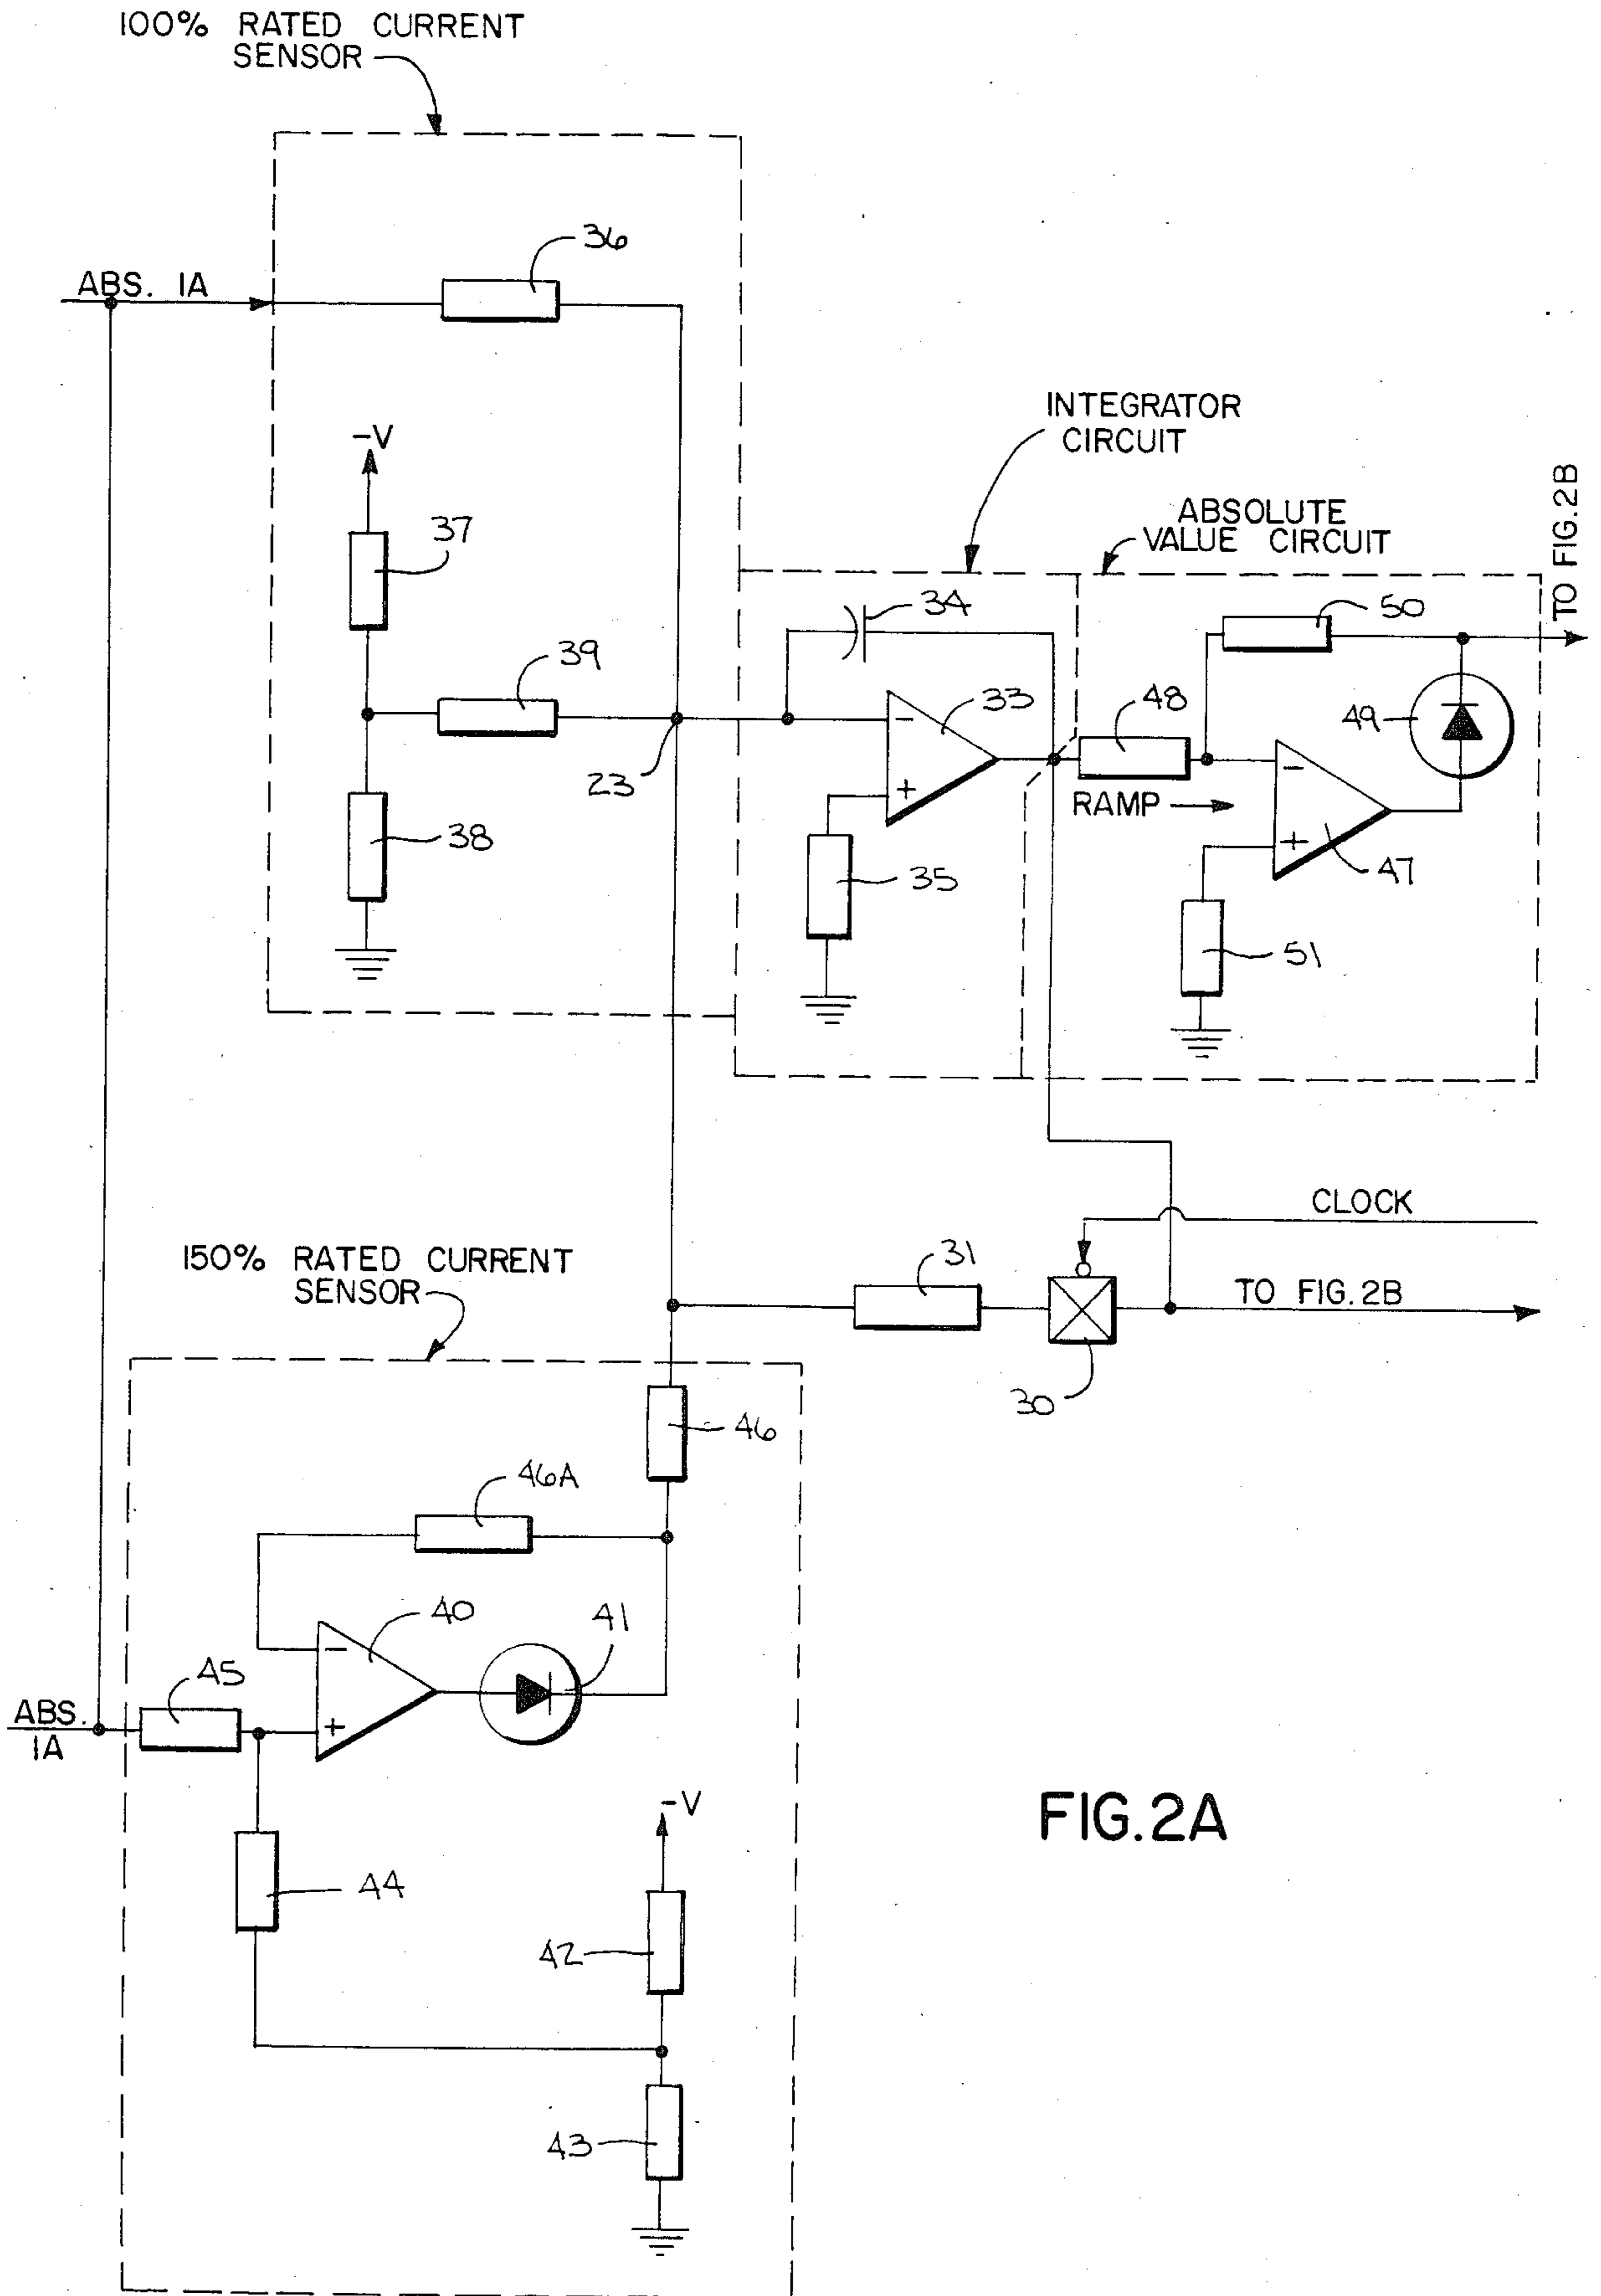 100% RATED CURRENT
SENSOR
36
ABS. 1A
INTEGRATOR
CIRCUIT
-V
37
ABSOLUTE
VALUE CIRCUIT
TO FIG. 2B
34
50
39
-
33
48
49
23
+
RAMP
-
38
35
+
47
51
CLOCK
150% RATED CURRENT
SENSOR
31
TO FIG. 2B
30
46
46A
40
41
-
45
ABS.
1A
+
-V
FIG. 2A
44
42
43